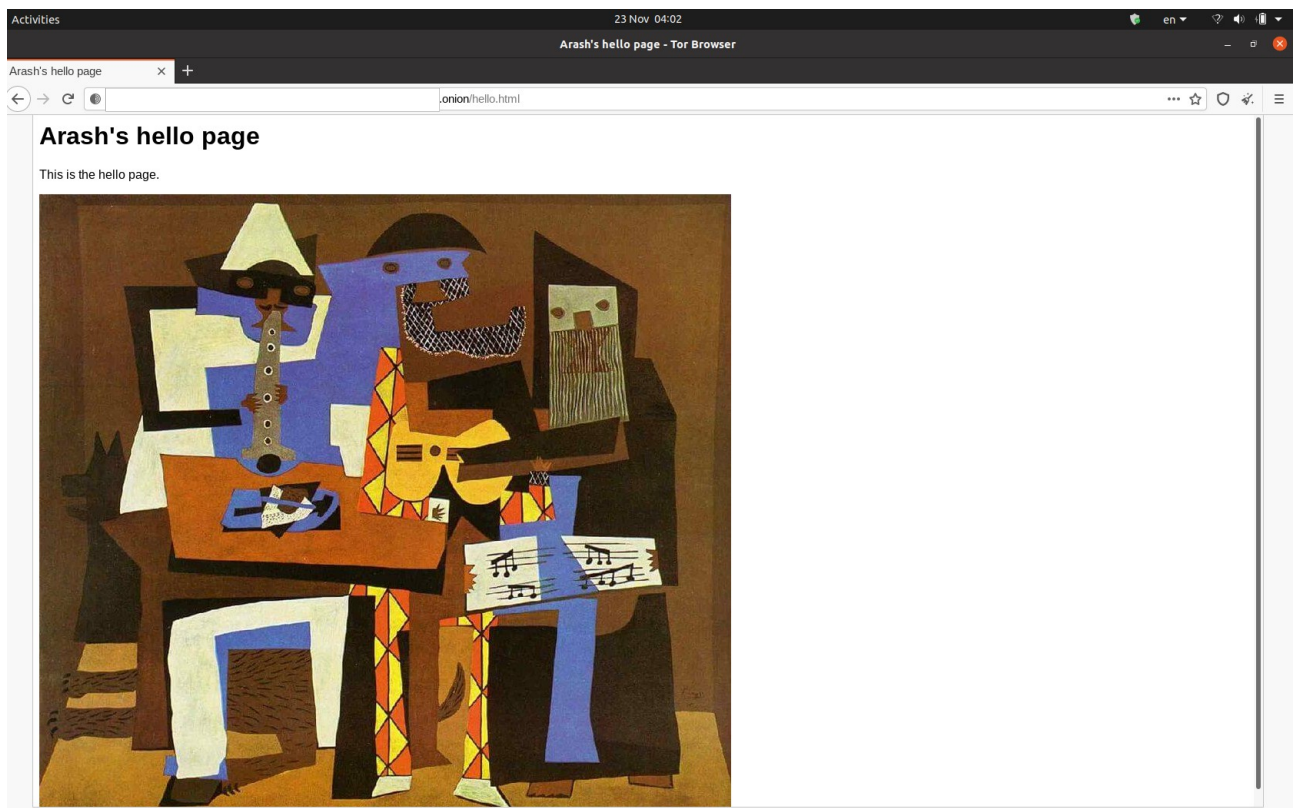 Activities 23 Nov 04:02 en
Arash's hello page - Tor Browser
Arash's hello page
.onion/hello.html
Arash's hello page
This is the hello page.